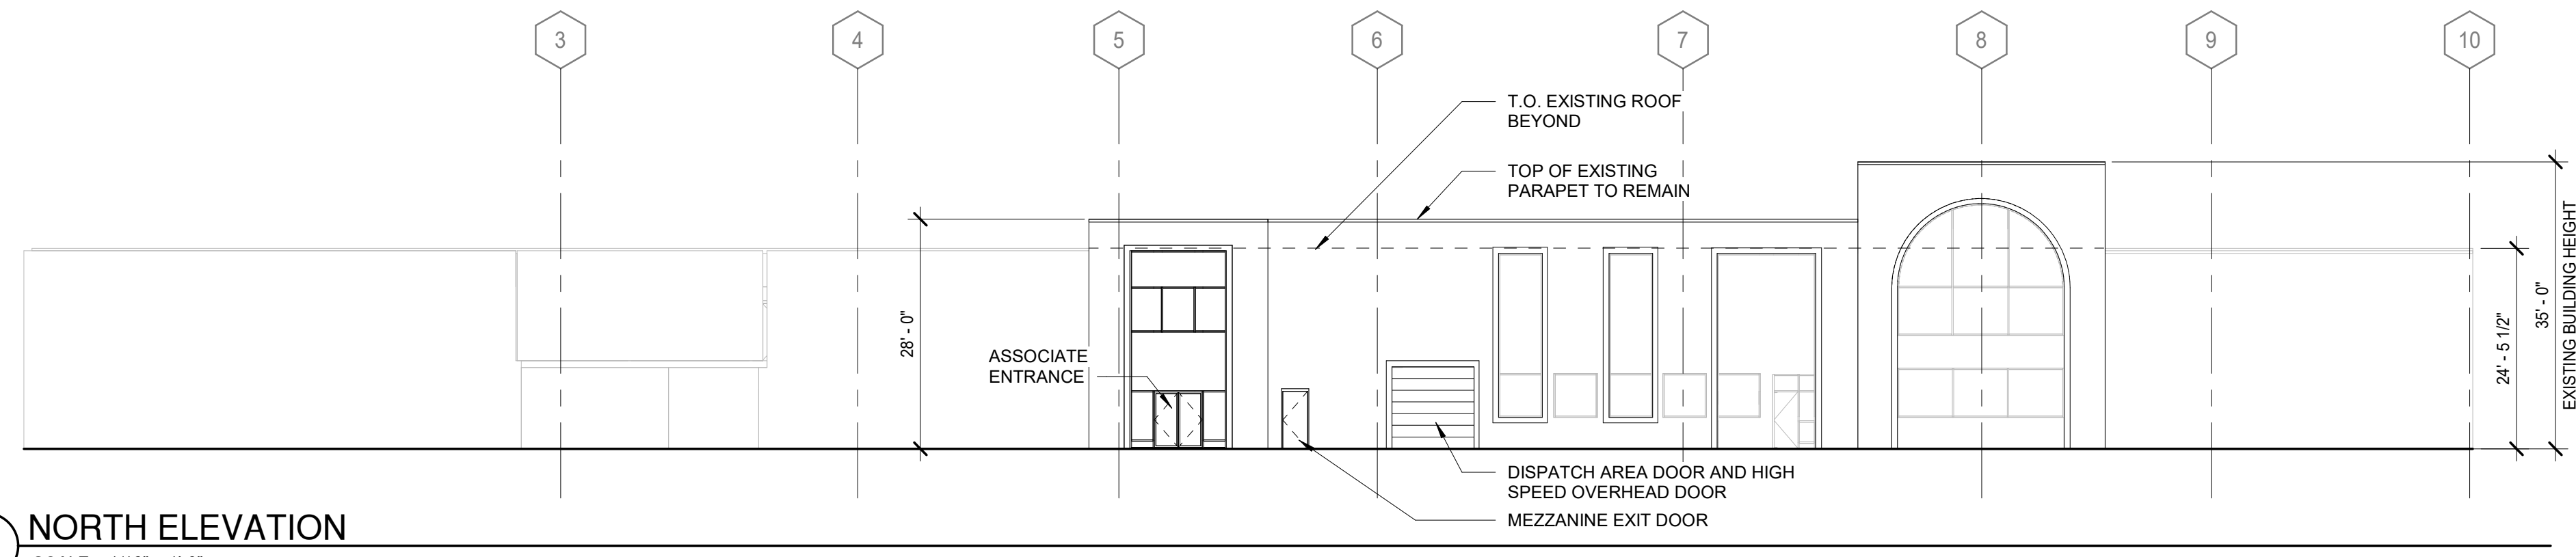 3
4
5
6
7
8
9
10
T.O. EXISTING ROOF
BEYOND
TOP OF EXISTING
PARAPET TO REMAIN
28' - 0"
ASSOCIATE
ENTRANCE
24' - 5 1/2"
35' - 0"
EXISTING BUILDING HEIGHT
DISPATCH AREA DOOR AND HIGH
SPEED OVERHEAD DOOR
MEZZANINE EXIT DOOR
NORTH ELEVATION